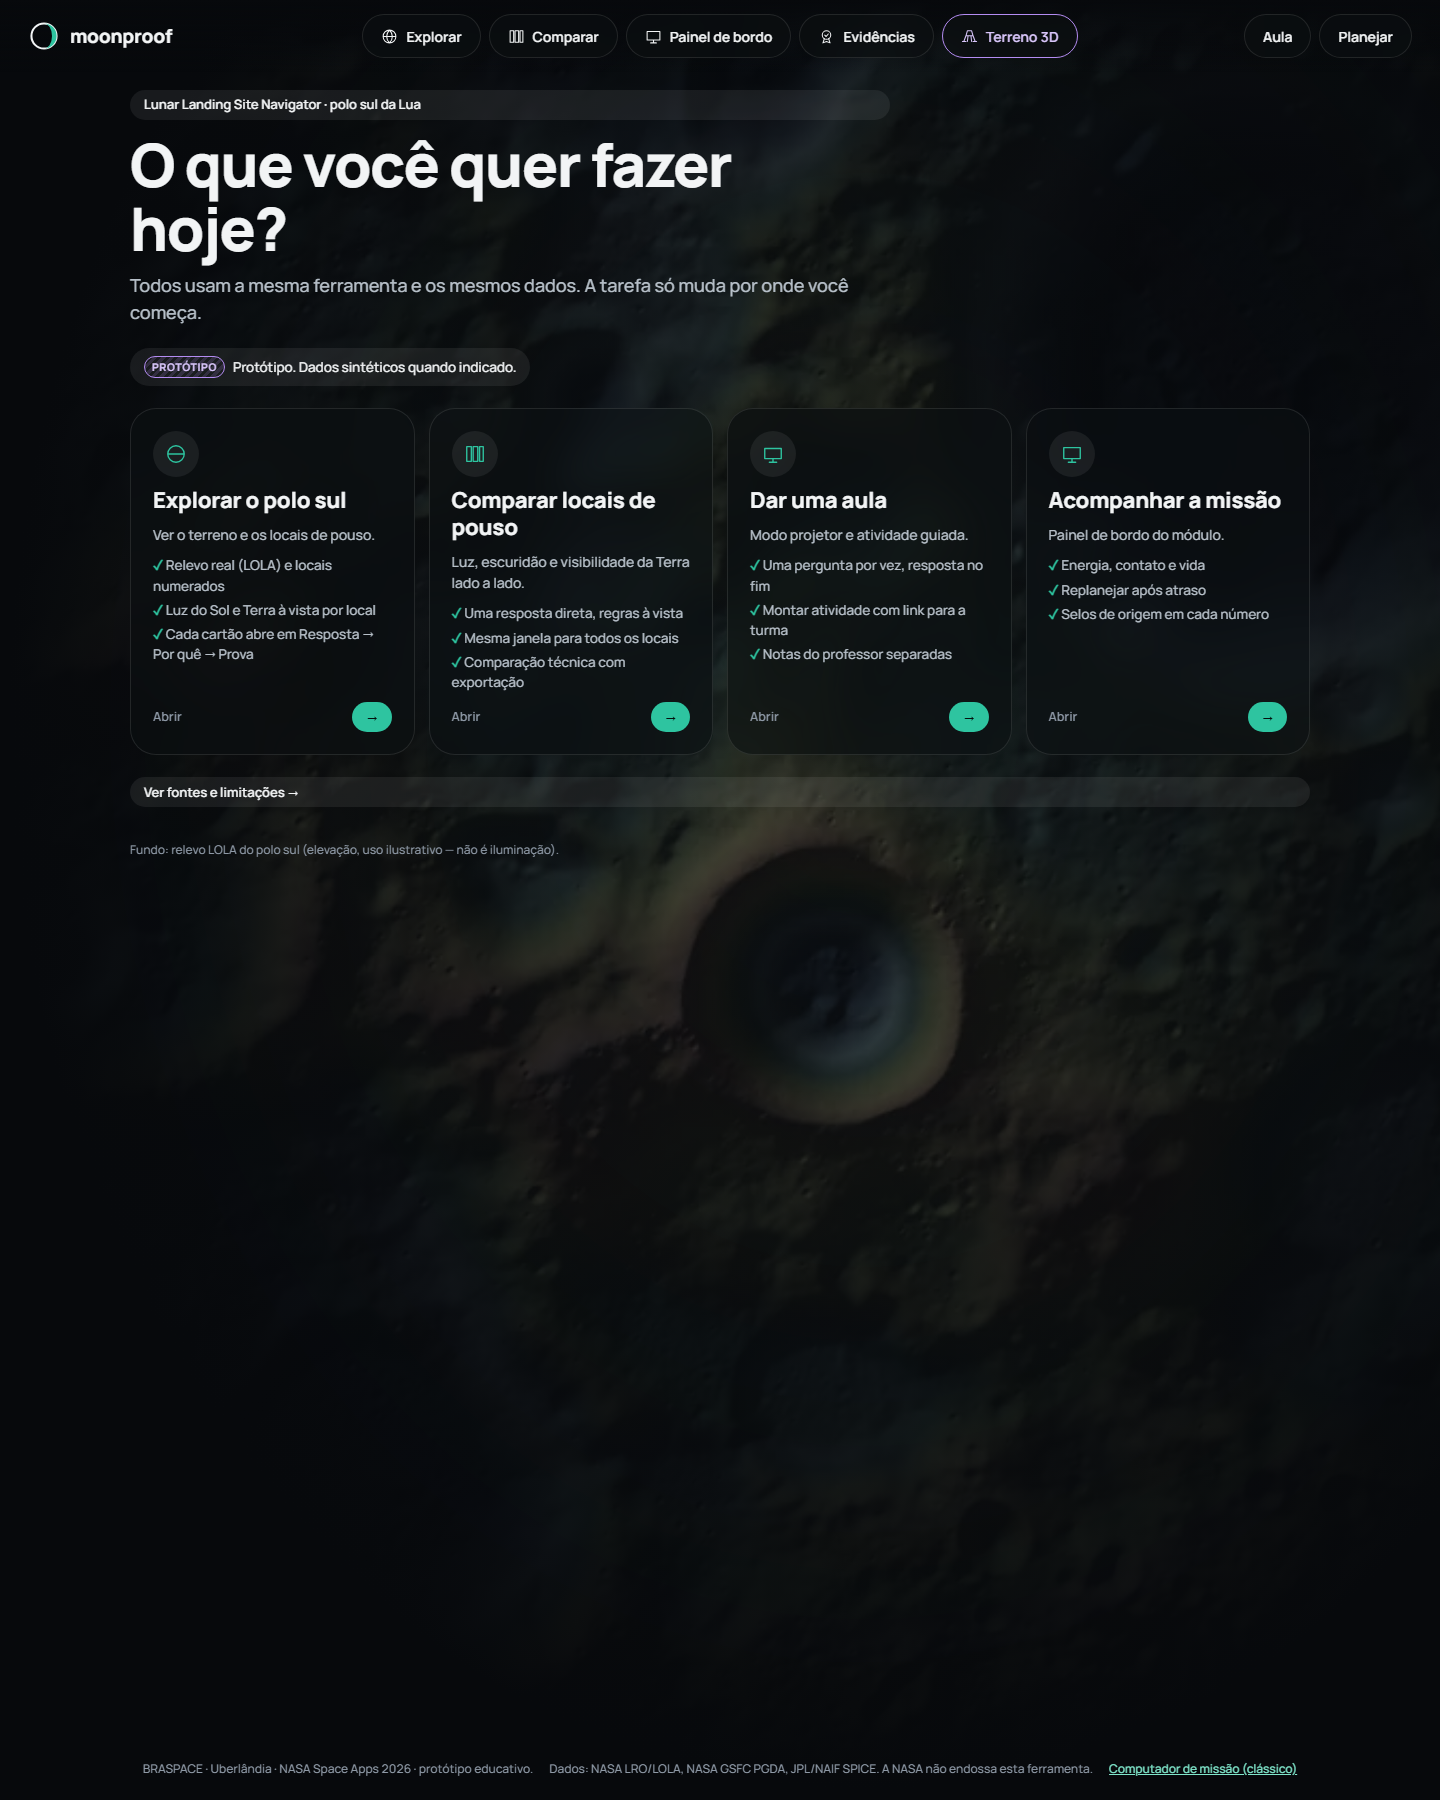 moonproof
Explorar
Comparar
Painel de bordo
Evidências
Terreno 3D
Aula
Planejar
Lunar Landing Site Navigator · polo sul da Lua
O que você quer fazer
hoje?
Todos usam a mesma ferramenta e os mesmos dados. A tarefa só muda por onde você
começa.
PROTÓTIPO Protótipo. Dados sintéticos quando indicado.
Explorar o polo sul
Ver o terreno e os locais de pouso.
✓ Relevo real (LOLA) e locais
numerados
✓ Luz do Sol e Terra à vista por local
✓ Cada cartão abre em Resposta →
Por quê → Prova
Abrir →
Comparar locais de
pouso
Luz, escuridão e visibilidade da Terra
lado a lado.
✓ Uma resposta direta, regras à vista
✓ Mesma janela para todos os locais
✓ Comparação técnica com
exportação
Abrir →
Dar uma aula
Modo projetor e atividade guiada.
✓ Uma pergunta por vez, resposta no
fim
✓ Montar atividade com link para a
turma
✓ Notas do professor separadas
Abrir →
Acompanhar a missão
Painel de bordo do módulo.
✓ Energia, contato e vida
✓ Replanejar após atraso
✓ Selos de origem em cada número
Abrir →
Ver fontes e limitações →
Fundo: relevo LOLA do polo sul (elevação, uso ilustrativo — não é iluminação).
BRASPACE · Uberlândia · NASA Space Apps 2026 · protótipo educativo. Dados: NASA LRO/LOLA, NASA GSFC PGDA, JPL/NAIF SPICE. A NASA não endossa esta ferramenta. Computador de missão (clássico)